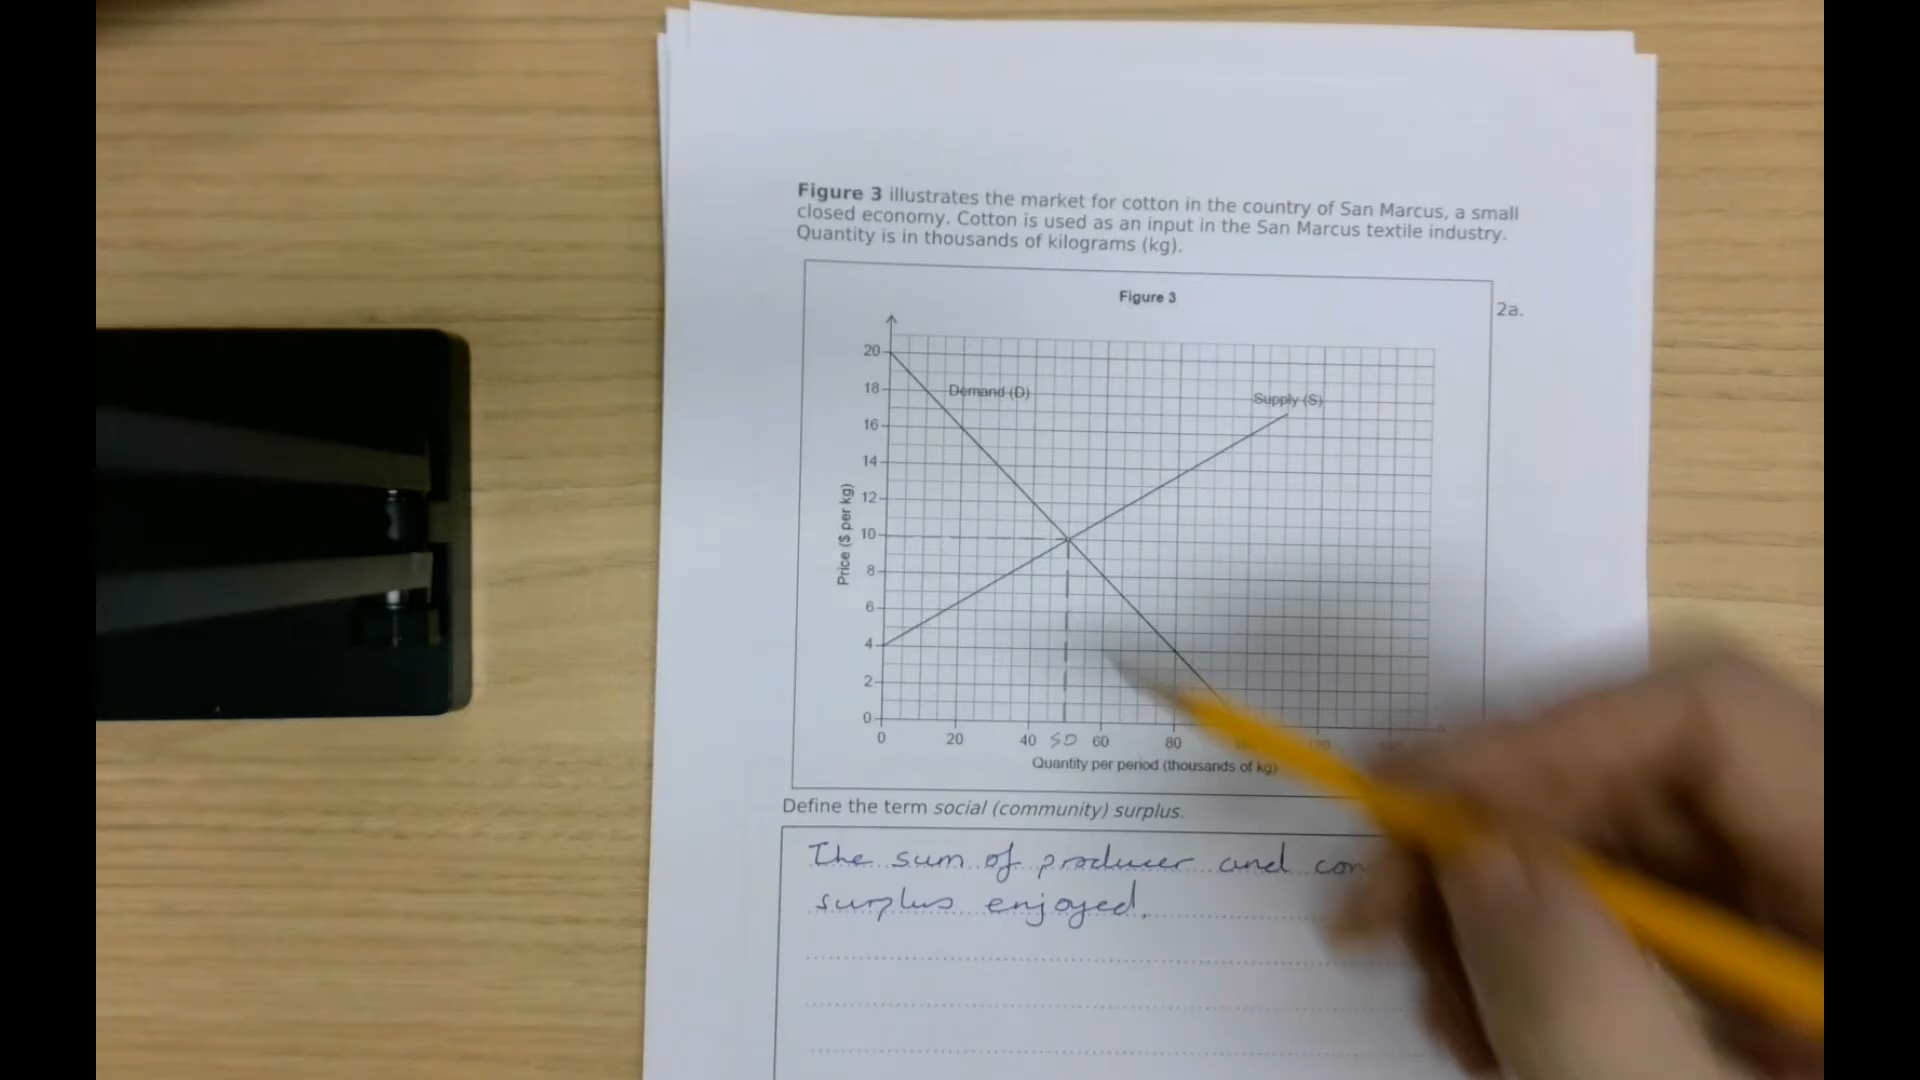 Figure 3 illustrates the market for cotton in the country of San Marcus, a small
closed economy. Cotton is used as an input in the San Marcus textile industry.
Quantity is in thousands of kilograms (kg).
Figure 3
2a.
20
18
16
14
12
10
8
6
4
2
0
Demand (D)
Supply (S)
Price ($ per kg)
0 20 40 50 60 80
Quantity per period (thousands of kg)
Define the term social (community) surplus.
The sum of producer and con
surplus enjoyed.